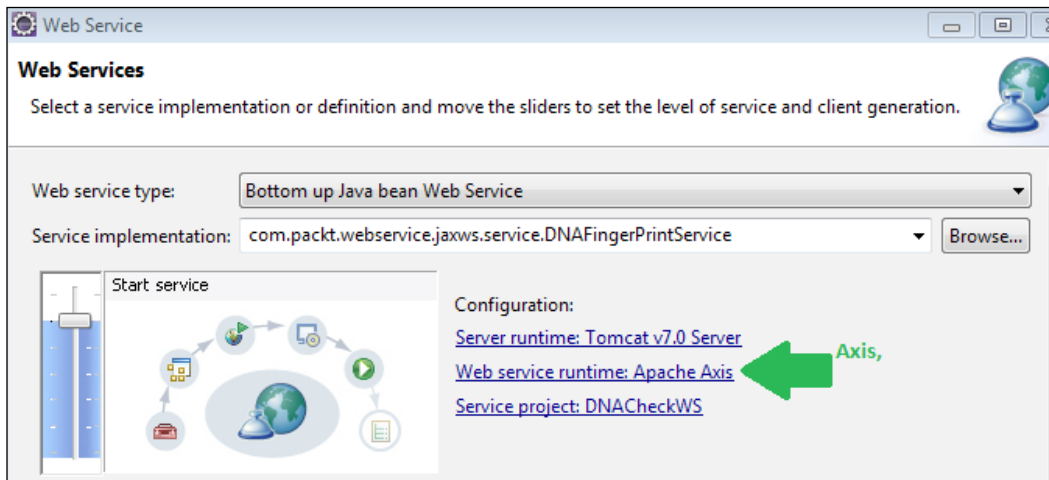 Web Service
Web Services
Select a service implementation or definition and move the sliders to set the level of service and client generation.
Web service type:
Bottom up Java bean Web Service
Service implementation:
com.packt.webservice.jaxws.service.DNAFingerPrintService
Browse...
Start service
Configuration:
Server runtime: Tomcat v7.0 Server
Web service runtime: Apache Axis
Axis,
Service project: DNACheckWS